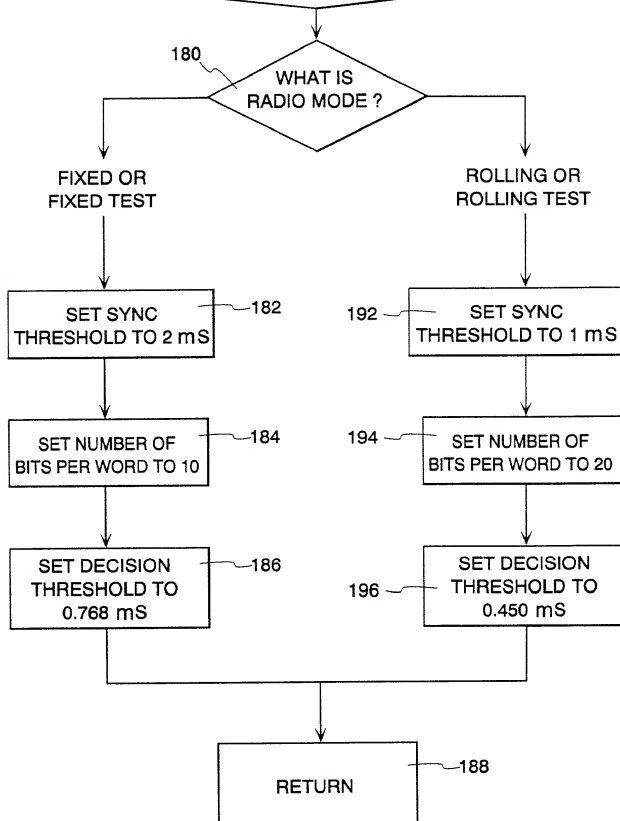 180
WHAT IS
RADIO MODE ?
FIXED OR
FIXED TEST
ROLLING OR
ROLLING TEST
182
SET SYNC
THRESHOLD TO 2 mS
192
SET SYNC
THRESHOLD TO 1 mS
184
SET NUMBER OF
BITS PER WORD TO 10
194
SET NUMBER OF
BITS PER WORD TO 20
186
SET DECISION
THRESHOLD TO
0.768 mS
196
SET DECISION
THRESHOLD TO
0.450 mS
188
RETURN